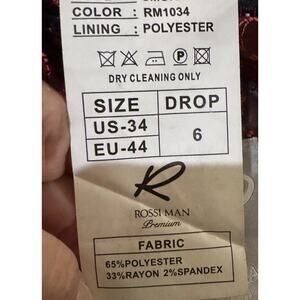 COLOR : RM1034
LINING : POLYESTER
P
DRY CLEANING ONLY
SIZE DROP
US-34 6
EU-44
R
ROSSI MAN
Premium
FABRIC
65%POLYESTER
33%RAYON 2%SPANDEX